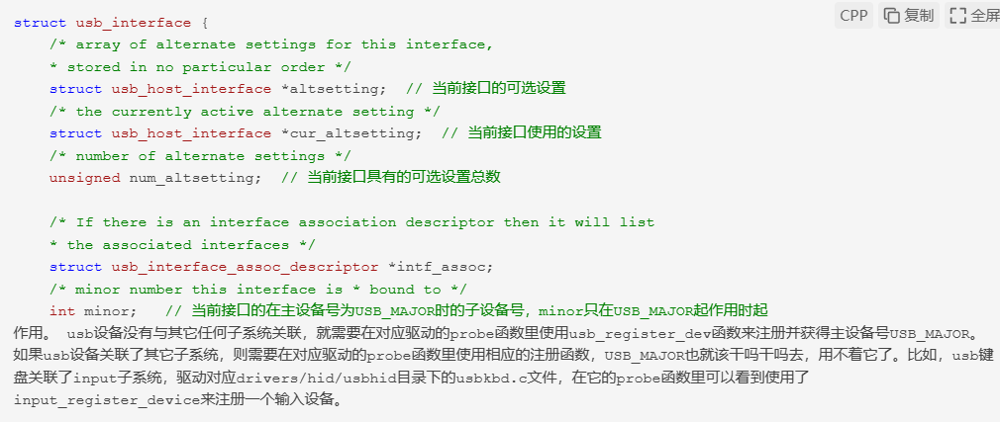 CPP 复制 全屏
struct usb_interface {
/* array of alternate settings for this interface,
* stored in no particular order */
struct usb_host_interface *altsetting;  // 当前接口的可选设置
/* the currently active alternate setting */
struct usb_host_interface *cur_altsetting;  // 当前接口使用的设置
/* number of alternate settings */
unsigned num_altsetting;  // 当前接口具有的可选设置总数
/* If there is an interface association descriptor then it will list
* the associated interfaces */
struct usb_interface_assoc_descriptor *intf_assoc;
/* minor number this interface is * bound to */
int minor;   // 当前接口的在主设备号为USB_MAJOR时的子设备号，minor只在USB_MAJOR起作用时起
作用。 usb设备没有与其它任何子系统关联，就需要在对应驱动的probe函数里使用usb_register_dev函数来注册并获得主设备号USB_MAJOR。
如果usb设备关联了其它子系统，则需要在对应驱动的probe函数里使用相应的注册函数，USB_MAJOR也就该干吗干吗去，用不着它了。比如，usb键
盘关联了input子系统，驱动对应drivers/hid/usbhid目录下的usbkbd.c文件，在它的probe函数里可以看到使用了
input_register_device来注册一个输入设备。